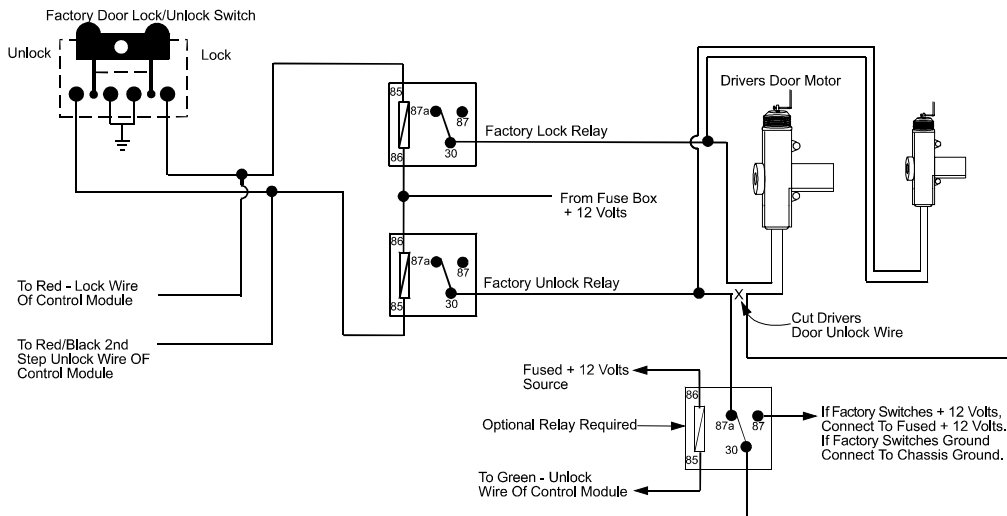 Factory Door Lock/Unlock Switch
Unlock
Lock
Drivers Door Motor
85
87a
87
30
86
Factory Lock Relay
From Fuse Box
+ 12 Volts
86
87a
87
30
85
Factory Unlock Relay
To Red - Lock Wire
Of Control Module
To Red/Black 2nd
Step Unlock Wire OF
Control Module
X
Cut Drivers
Door Unlock Wire
Fused + 12 Volts
Source
86
Optional Relay Required
87a
87
30
85
If Factory Switches + 12 Volts,
Connect To Fused + 12 Volts.
If Factory Switches Ground
Connect To Chassis Ground.
To Green - Unlock
Wire Of Control Module